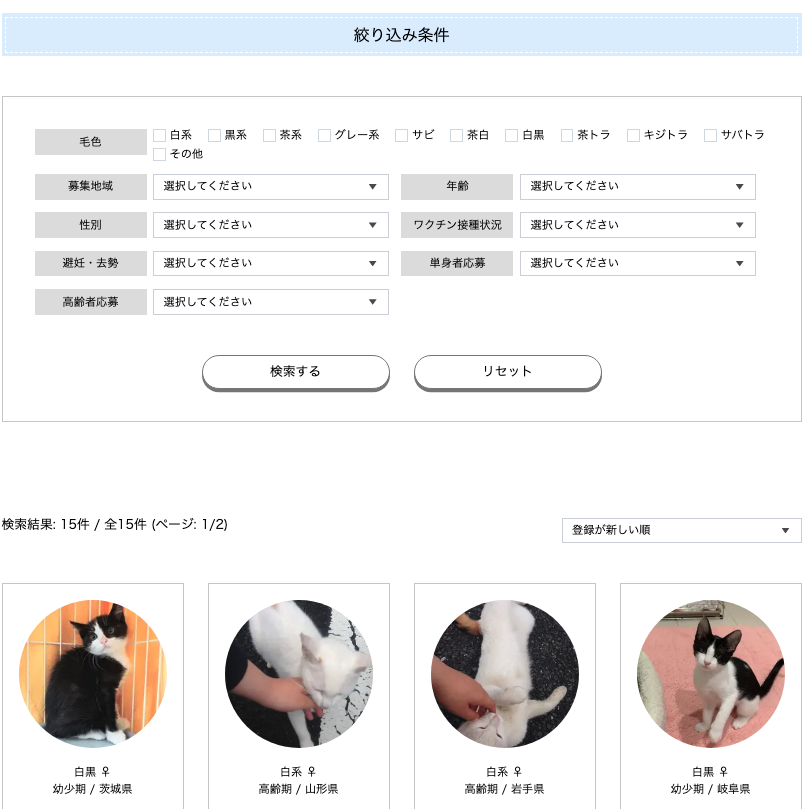 絞り込み条件
毛色 白系 黒系 茶系 グレー系 サビ 茶白 白黒 茶トラ キジトラ サバトラ
その他
募集地域 選択してください ▼ 年齢 選択してください ▼
性別 選択してください ▼ ワクチン接種状況 選択してください ▼
避妊・去勢 選択してください ▼ 単身者応募 選択してください ▼
高齢者応募 選択してください ▼
検索する リセット
検索結果: 15件 / 全15件 (ページ: 1/2) 登録が新しい順 ▼
白黒 ♀ 白系 ♀ 白系 ♀ 白黒 ♀
幼少期 / 茨城県 高齢期 / 山形県 高齢期 / 岩手県 幼少期 / 岐阜県